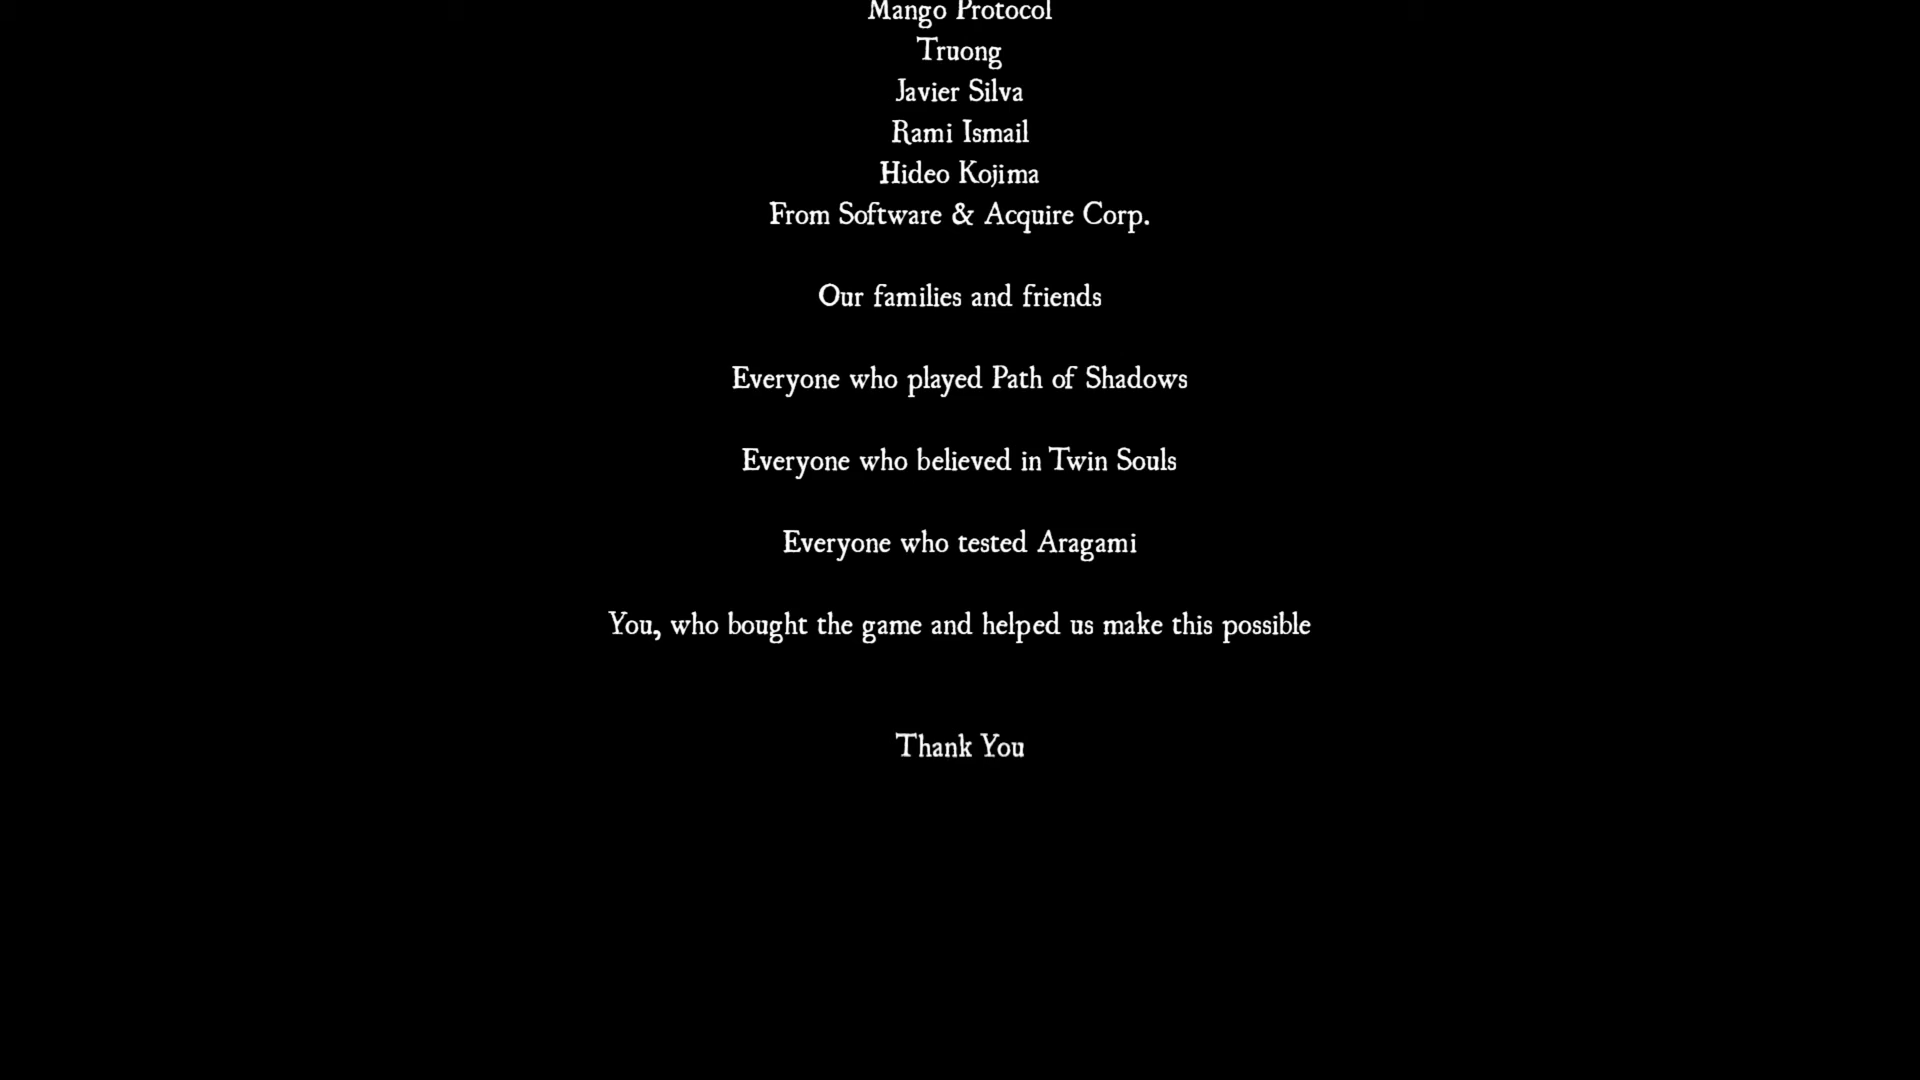 Mango Protocol
Truong
Javier Silva
Rami Ismail
Hideo Kojima
From Software & Acquire Corp.
Our families and friends
Everyone who played Path of Shadows
Everyone who believed in Twin Souls
Everyone who tested Aragami
You, who bought the game and helped us make this possible
Thank You